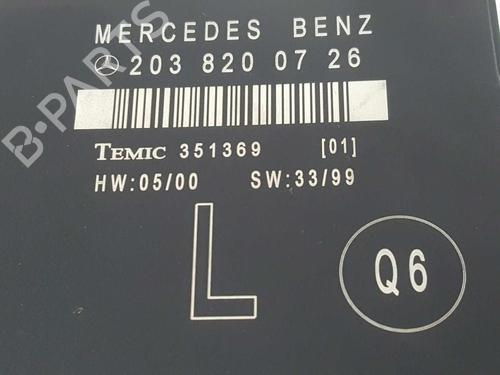 MERCEDES BENZ
203 820 07 26
TEMIC 351369 [01]
HW:05/00 SW:33/99
L
Q6
B-PARTS